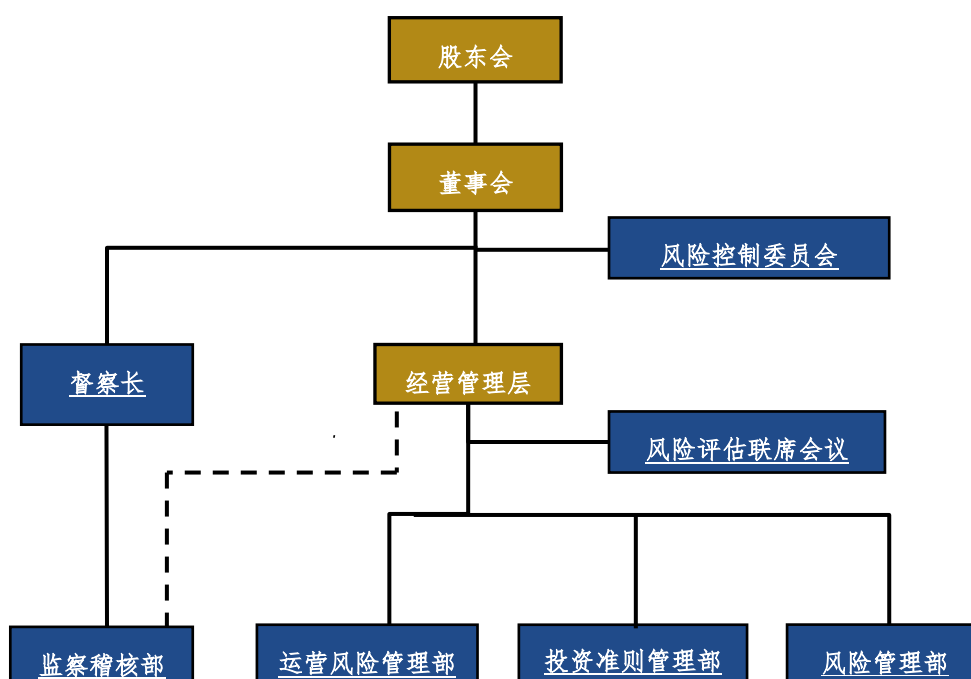 股东会
董事会
风险控制委员会
督察长
经营管理层
风险评估联席会议
监察稽核部
运营风险管理部
投资准则管理部
风险管理部